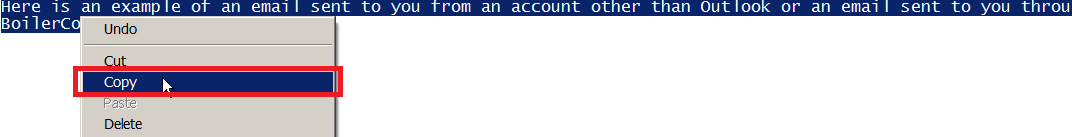 Here is an example of an email sent to you from an account other than Outlook or an email sent to you throu
BoilerCo
Undo
Cut
Copy
Paste
Delete